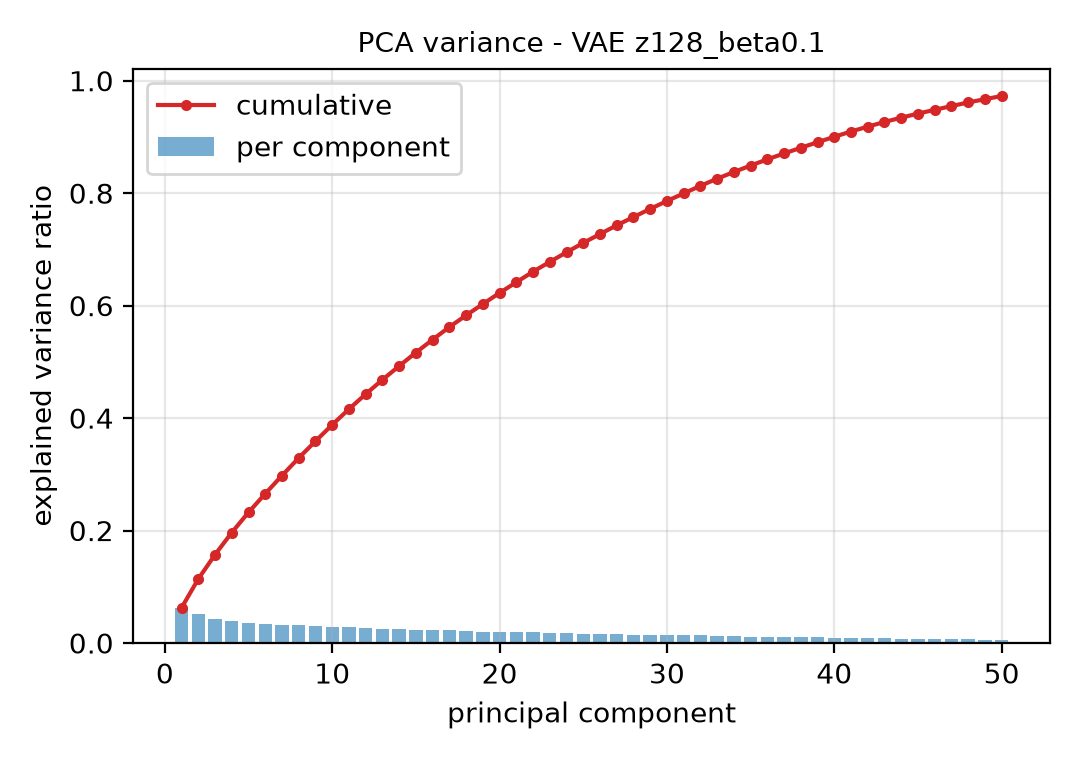 PCA variance - VAE z128_beta0.1
cumulative
per component
explained variance ratio
1.0
0.8
0.6
0.4
0.2
0.0
0 10 20 30 40 50
principal component